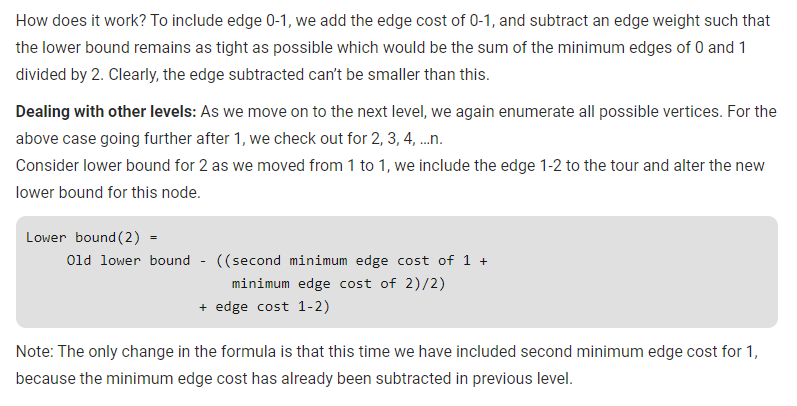 How does it work? To include edge 0-1, we add the edge cost of 0-1, and subtract an edge weight such that
the lower bound remains as tight as possible which would be the sum of the minimum edges of 0 and 1
divided by 2. Clearly, the edge subtracted can’t be smaller than this.
Dealing with other levels: As we move on to the next level, we again enumerate all possible vertices. For the
above case going further after 1, we check out for 2, 3, 4, …n.
Consider lower bound for 2 as we moved from 1 to 1, we include the edge 1-2 to the tour and alter the new
lower bound for this node.
Lower bound(2) =
Old lower bound - ((second minimum edge cost of 1 +
minimum edge cost of 2)/2)
+ edge cost 1-2)
Note: The only change in the formula is that this time we have included second minimum edge cost for 1,
because the minimum edge cost has already been subtracted in previous level.